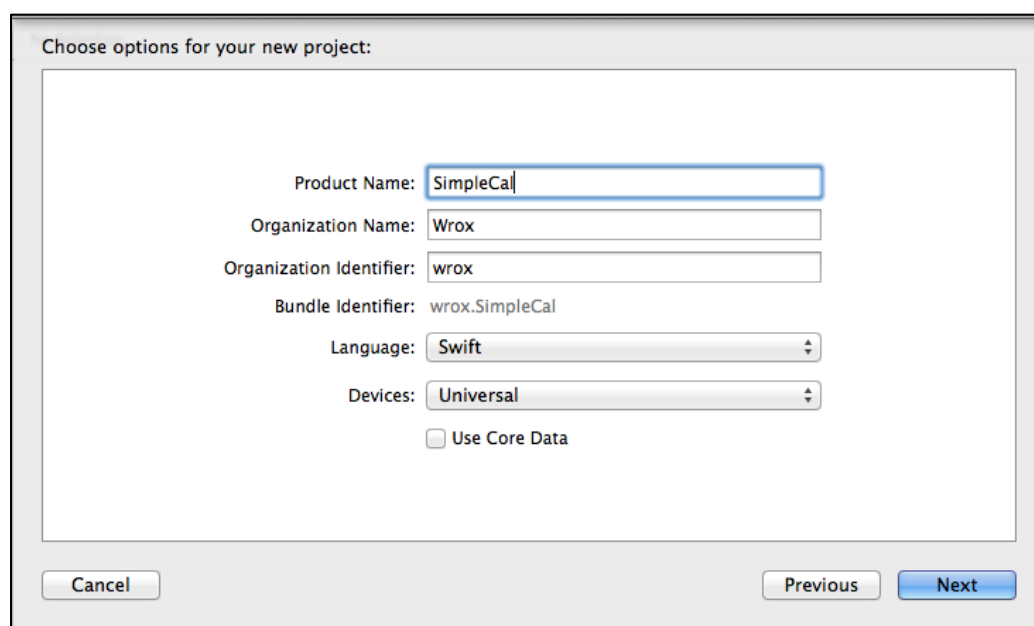 Choose options for your new project:
Product Name: SimpleCal
Organization Name: Wrox
Organization Identifier: wrox
Bundle Identifier: wrox.SimpleCal
Language: Swift
Devices: Universal
Use Core Data
Cancel Previous Next